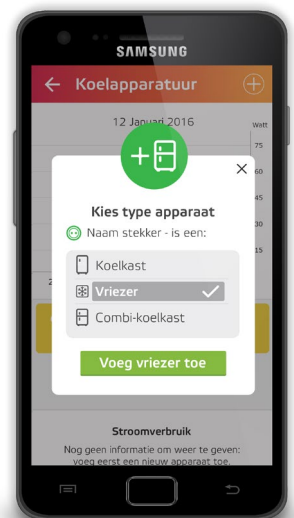 SAMSUNG
Koelapparatuur
12 Januari 2016
Watt
75
60
45
30
15
Kies type apparaat
Naam stekker - is een:
2
Koelkast
Vriezer
Combi-koelkast
Voeg vriezer toe
Stroomverbruik
Nog geen informatie om weer te geven:
voeg eerst een nieuw apparaat toe.